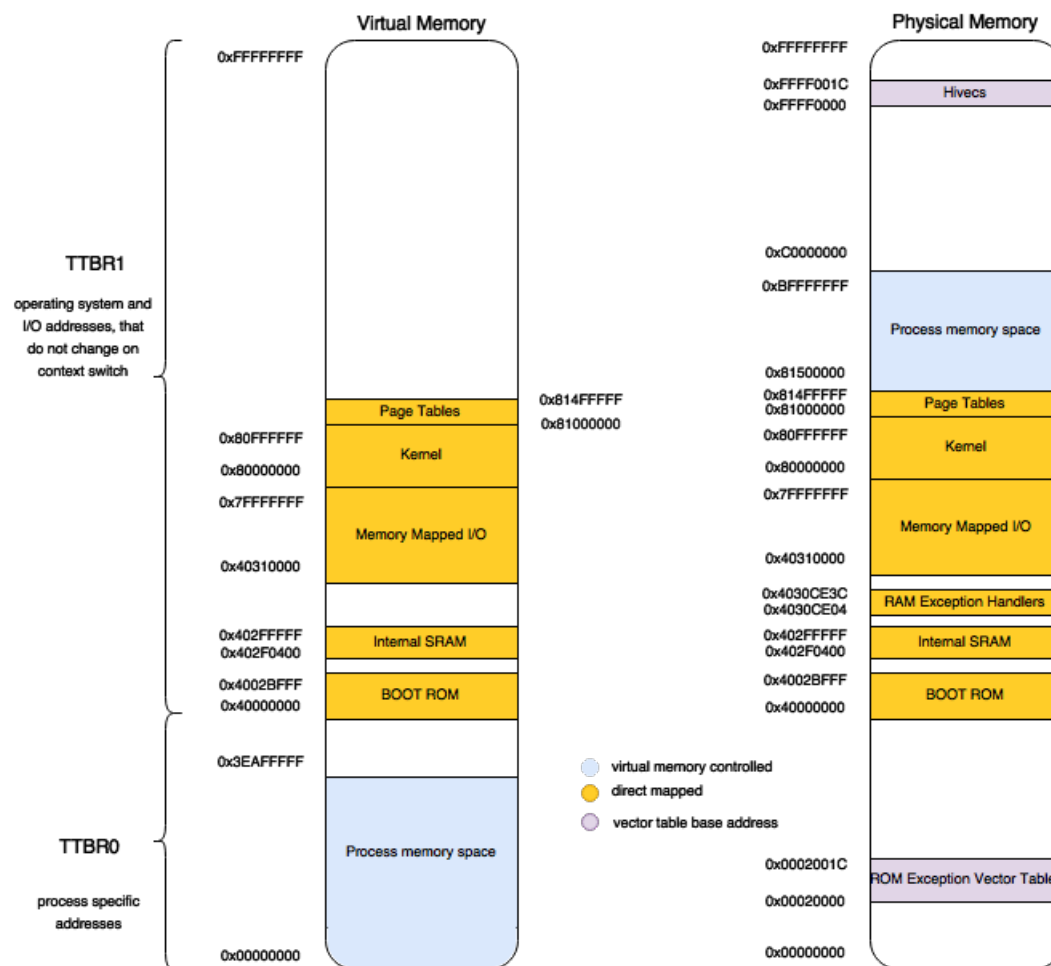 Virtual Memory
0xFFFFFFFF
TTBR1
operating system and
I/O addresses, that
do not change on
context switch
Page Tables
0x814FFFFF
0x81000000
0x80FFFFFF
Kernel
0x80000000
0x7FFFFFFF
Memory Mapped I/O
0x40310000
0x402FFFFF
Internal SRAM
0x402F0400
0x4002BFFF
BOOT ROM
0x40000000
0x3EAFFFFF
TTBR0
process specific
addresses
Process memory space
0x00000000
Physical Memory
0xFFFFFFFF
0xFFFF001C
Hivecs
0xFFFF0000
0xC0000000
0xBFFFFFFF
Process memory space
0x81500000
0x814FFFFF
Page Tables
0x81000000
0x80FFFFFF
Kernel
0x80000000
0x7FFFFFFF
Memory Mapped I/O
0x40310000
0x4030CE3C
RAM Exception Handlers
0x4030CE04
0x402FFFFF
Internal SRAM
0x402F0400
0x4002BFFF
BOOT ROM
0x40000000
virtual memory controlled
direct mapped
vector table base address
0x0002001C
ROM Exception Vector Table
0x00020000
0x00000000